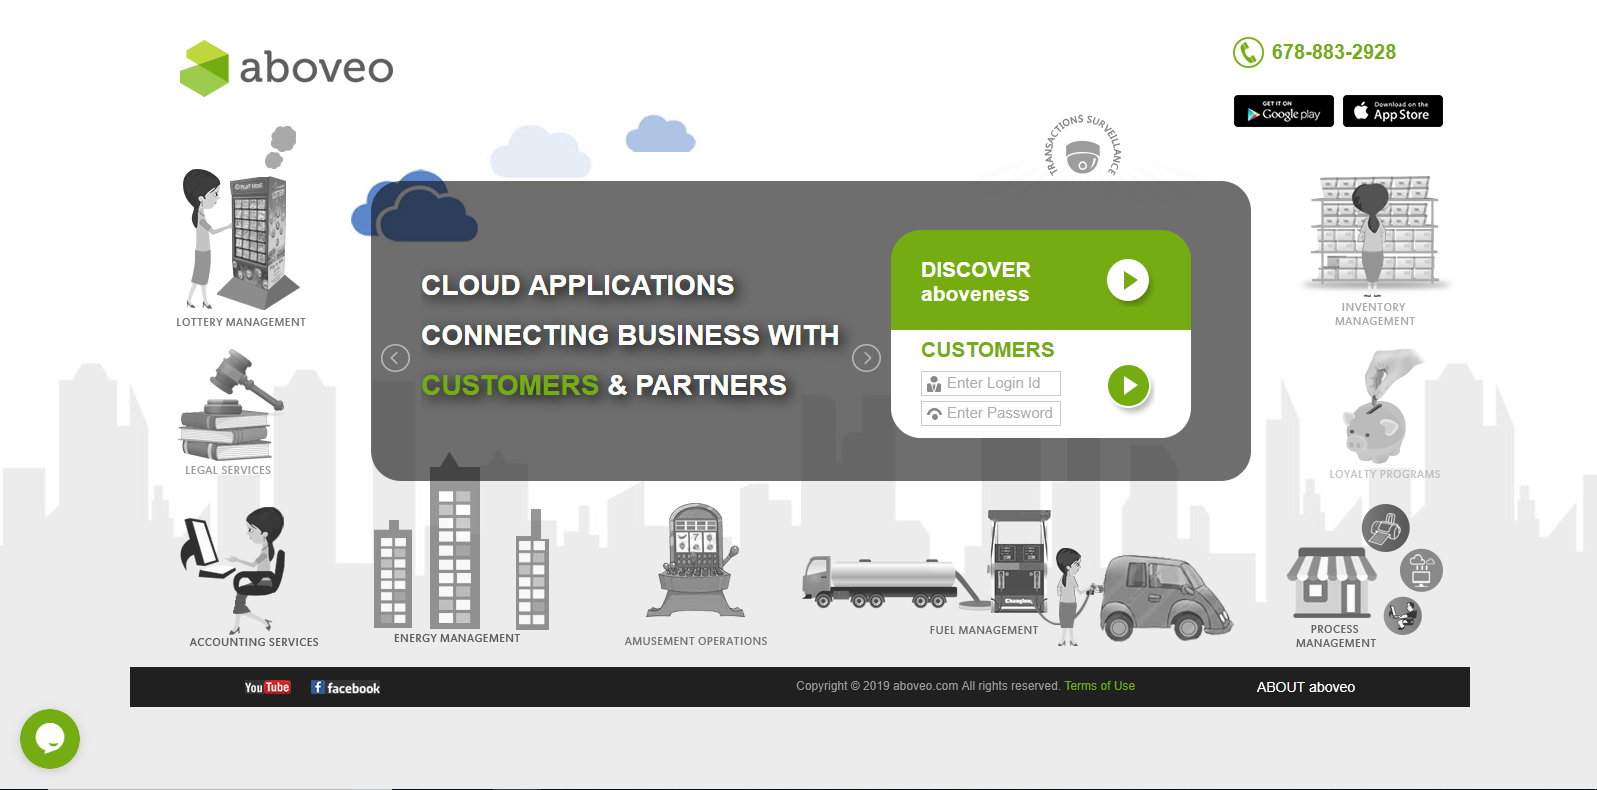 aboveo
678-883-2928
GET IT ON
Google play
Download on the
App Store
TRANSACTIONS SURVEILLANCE
PLAY HERE
LOTTERY MANAGEMENT
INVENTORY
MANAGEMENT
CLOUD APPLICATIONS
CONNECTING BUSINESS WITH
CUSTOMERS & PARTNERS
DISCOVER
aboveness
CUSTOMERS
Enter Login Id
Enter Password
LEGAL SERVICES
LOYALTY PROGRAMS
ACCOUNTING SERVICES
ENERGY MANAGEMENT
AMUSEMENT OPERATIONS
FUEL MANAGEMENT
PROCESS
MANAGEMENT
You Tube
facebook
Copyright © 2019 aboveo.com All rights reserved. Terms of Use
ABOUT aboveo